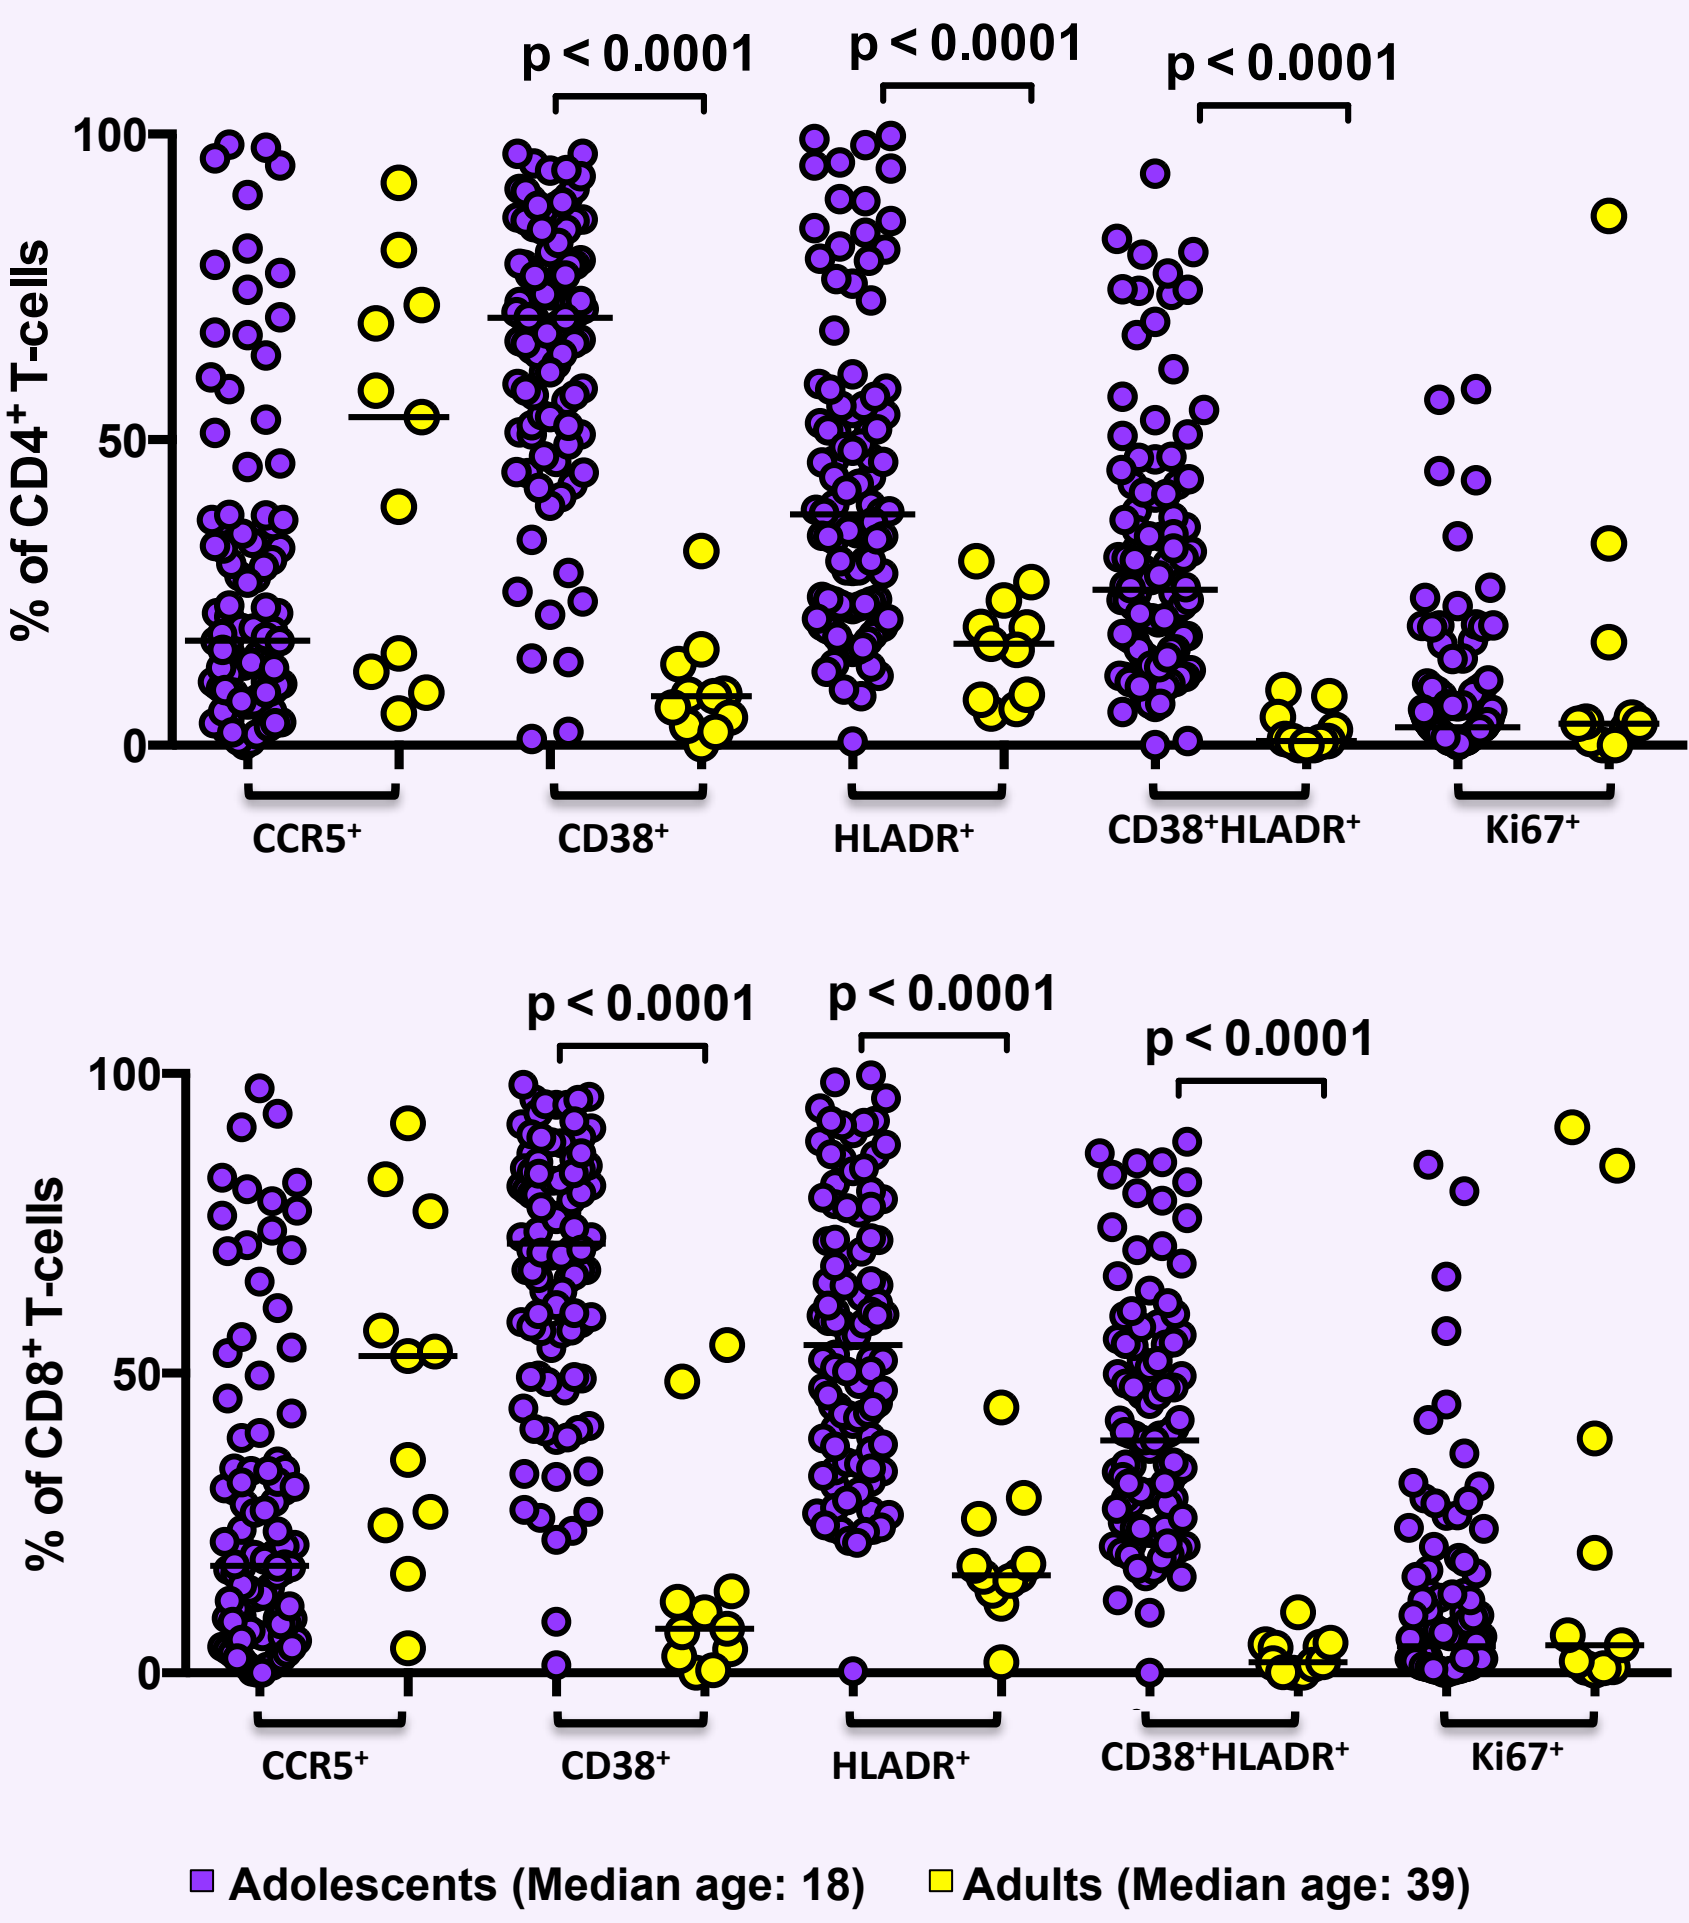 p < 0.0001
p < 0.0001
p < 0.0001
% of CD4⁺ T-cells
100
50
0
CCR5⁺
CD38⁺
HLADR⁺
CD38⁺HLADR⁺
Ki67⁺
p < 0.0001
p < 0.0001
p < 0.0001
% of CD8⁺ T-cells
100
50
0
CCR5⁺
CD38⁺
HLADR⁺
CD38⁺HLADR⁺
Ki67⁺
Adolescents (Median age: 18)
Adults (Median age: 39)